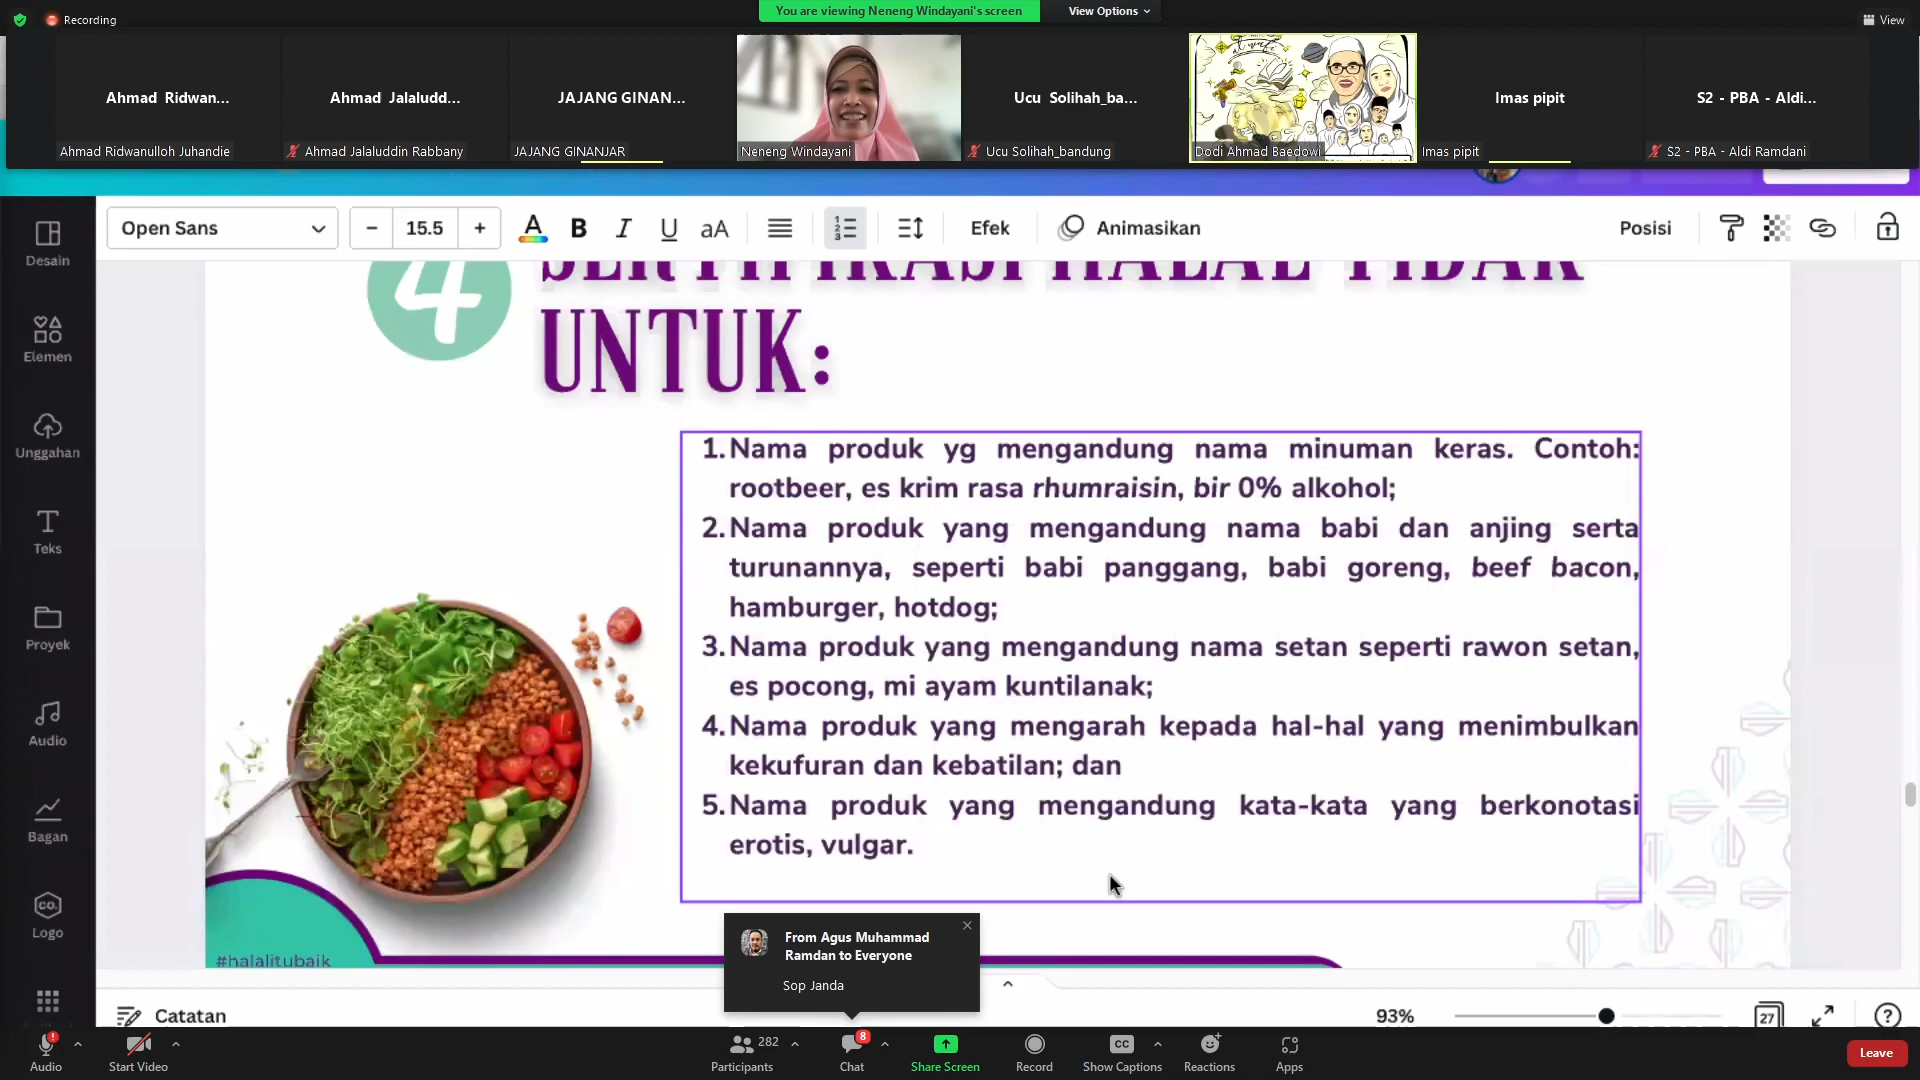 Recording
You are viewing Neneng Windayani's screen
View Options
View
Ahmad Ridwan...
Ahmad Jalaludd...
JAJANG GINAN...
Ucu Solihah_ba...
Imas pipit
S2 - PBA - Aldi...
Ahmad Ridwanulloh Juhandie
Ahmad Jalaluddin Rabbany
JAJANG GINANJAR
Neneng Windayani
Ucu Solihah_bandung
Dodi Ahmad Baedowi
Imas pipit
S2 - PBA - Aldi Ramdani
Open Sans
− 15.5 +
A B I U aA
Efek
Animasikan
Posisi
Desain
Elemen
Unggahan
Teks
Proyek
Audio
Bagan
CO.
Logo
4
SERTIFIKASI HALAL TIDAK
UNTUK:
1. Nama produk yg mengandung nama minuman keras. Contoh:
rootbeer, es krim rasa rhumraisin, bir 0% alkohol;
2. Nama produk yang mengandung nama babi dan anjing serta
turunannya, seperti babi panggang, babi goreng, beef bacon,
hamburger, hotdog;
3. Nama produk yang mengandung nama setan seperti rawon setan,
es pocong, mi ayam kuntilanak;
4. Nama produk yang mengarah kepada hal-hal yang menimbulkan
kekufuran dan kebatilan; dan
5. Nama produk yang mengandung kata-kata yang berkonotasi
erotis, vulgar.
#halalitubaik
From Agus Muhammad
Ramdan to Everyone
Sop Janda
Catatan
93%
27
?
Audio
Start Video
282
Participants
8
Chat
Share Screen
Record
CC
Show Captions
Reactions
Apps
Leave